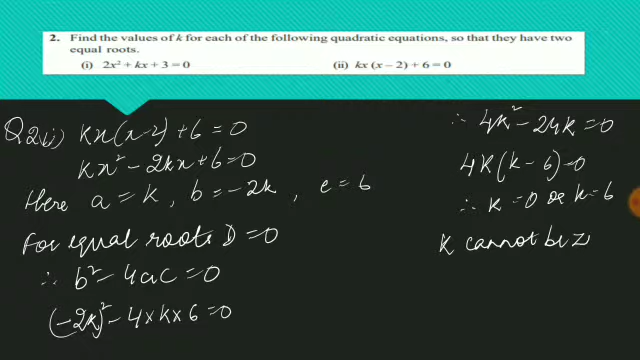 2. Find the values of k for each of the following quadratic equations, so that they have two
equal roots.
(i) 2x² + kx + 3 = 0 (ii) kx (x – 2) + 6 = 0
Q2(ii) kx(x-2) + 6 = 0
kx² - 2kx + 6 = 0
Here a = k, b = -2k, c = 6
For equal roots D = 0
∴ b² - 4ac = 0
(-2k)² - 4 × k × 6 = 0
∴ 4k² - 24k = 0
4k(k - 6) = 0
∴ k = 0 or k = 6
K cannot be z